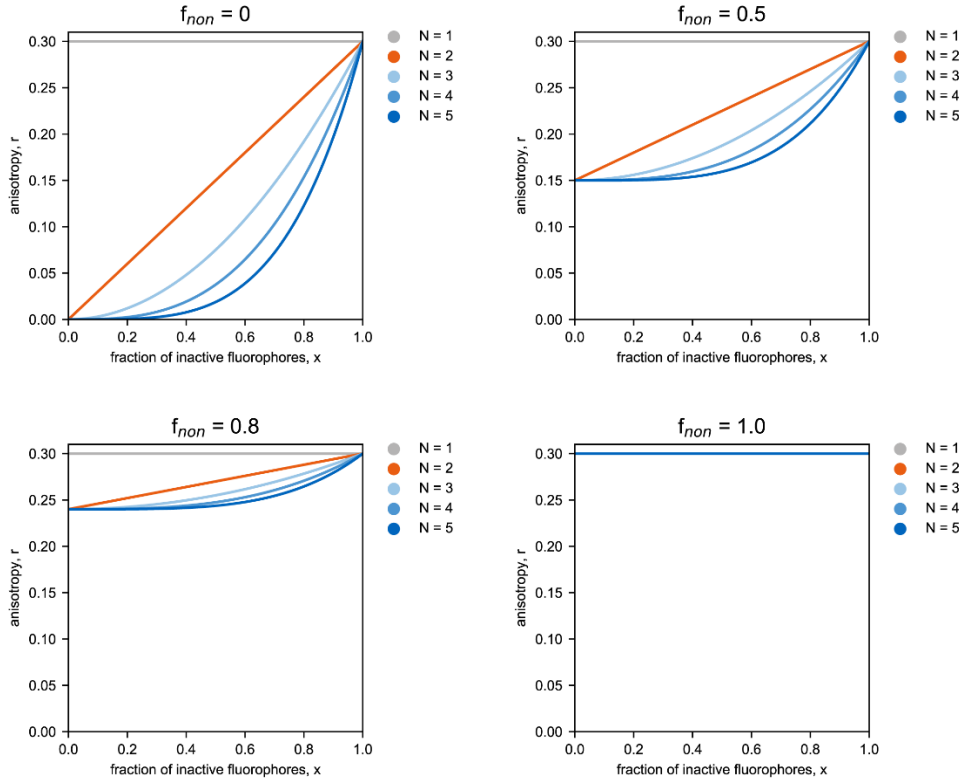 f_non = 0
0.30
0.25
0.20
0.15
0.10
0.05
0.00
anisotropy, r
0.0 0.2 0.4 0.6 0.8 1.0
fraction of inactive fluorophores, x
N = 1
N = 2
N = 3
N = 4
N = 5
f_non = 0.5
0.30
0.25
0.20
0.15
0.10
0.05
0.00
anisotropy, r
0.0 0.2 0.4 0.6 0.8 1.0
fraction of inactive fluorophores, x
N = 1
N = 2
N = 3
N = 4
N = 5
f_non = 0.8
0.30
0.25
0.20
0.15
0.10
0.05
0.00
anisotropy, r
0.0 0.2 0.4 0.6 0.8 1.0
fraction of inactive fluorophores, x
N = 1
N = 2
N = 3
N = 4
N = 5
f_non = 1.0
0.30
0.25
0.20
0.15
0.10
0.05
0.00
anisotropy, r
0.0 0.2 0.4 0.6 0.8 1.0
fraction of inactive fluorophores, x
N = 1
N = 2
N = 3
N = 4
N = 5